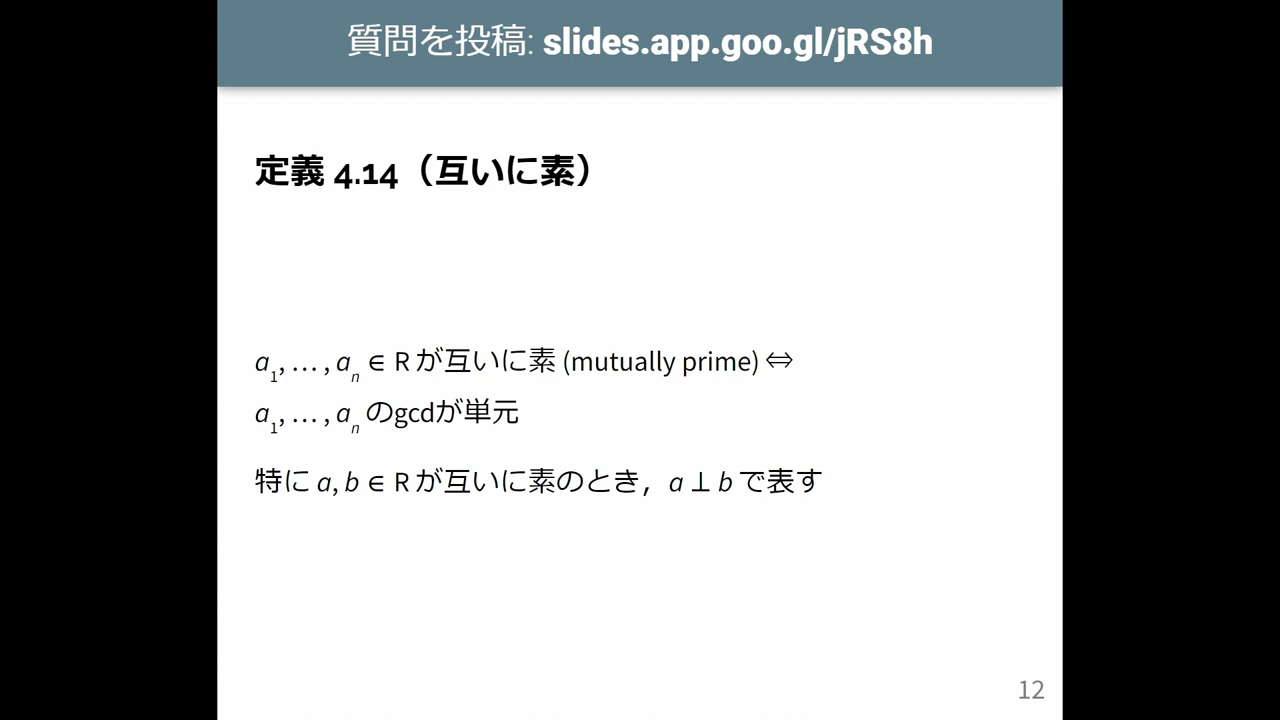 質問を投稿: slides.app.goo.gl/jRS8h
定義 4.14（互いに素）
a₁, … , aₙ ∈ R が互いに素 (mutually prime) ⇔
a₁, … , aₙ のgcdが単元
特に a, b ∈ R が互いに素のとき，a ⊥ b で表す
12